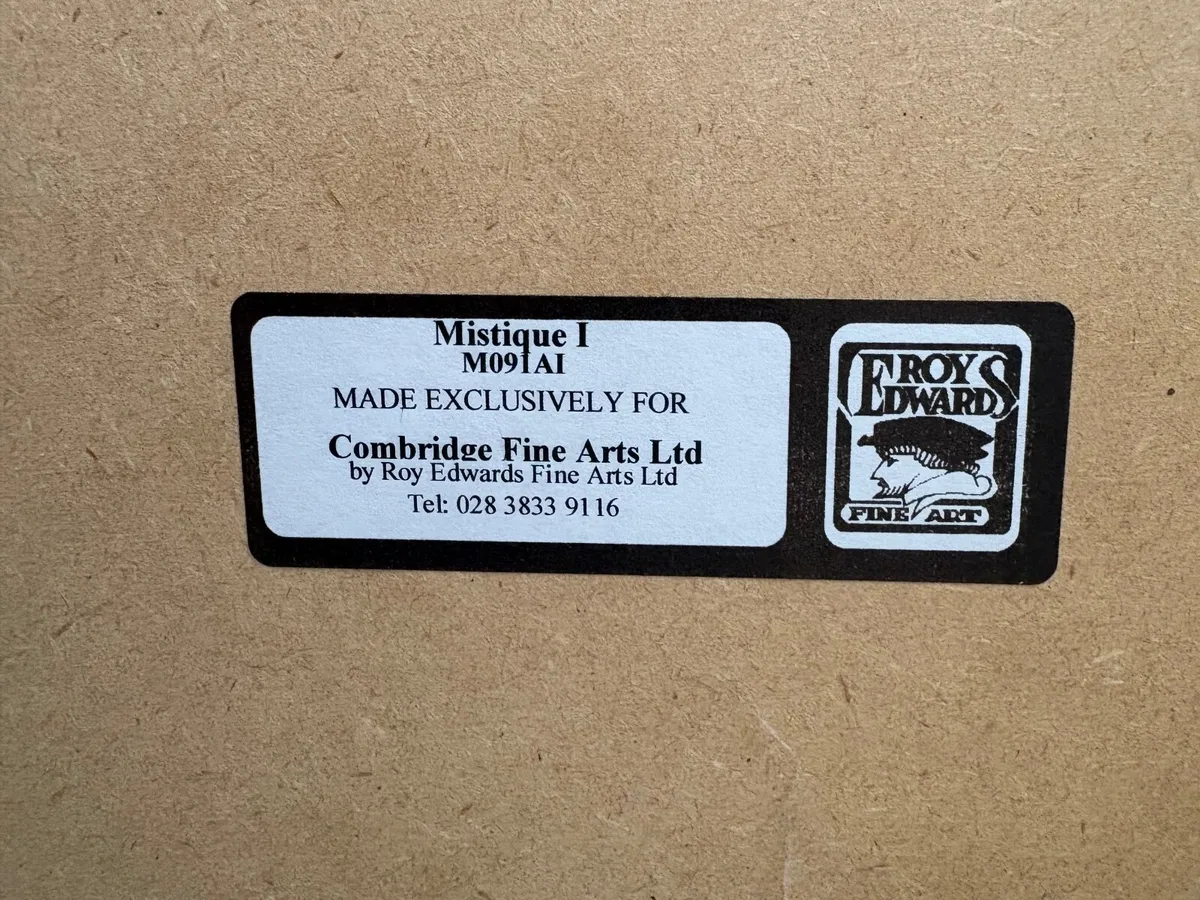 Mistique I
M091AI
MADE EXCLUSIVELY FOR
Combridge Fine Arts Ltd
by Roy Edwards Fine Arts Ltd
Tel: 028 3833 9116
ROY
EDWARDS
FINE ART